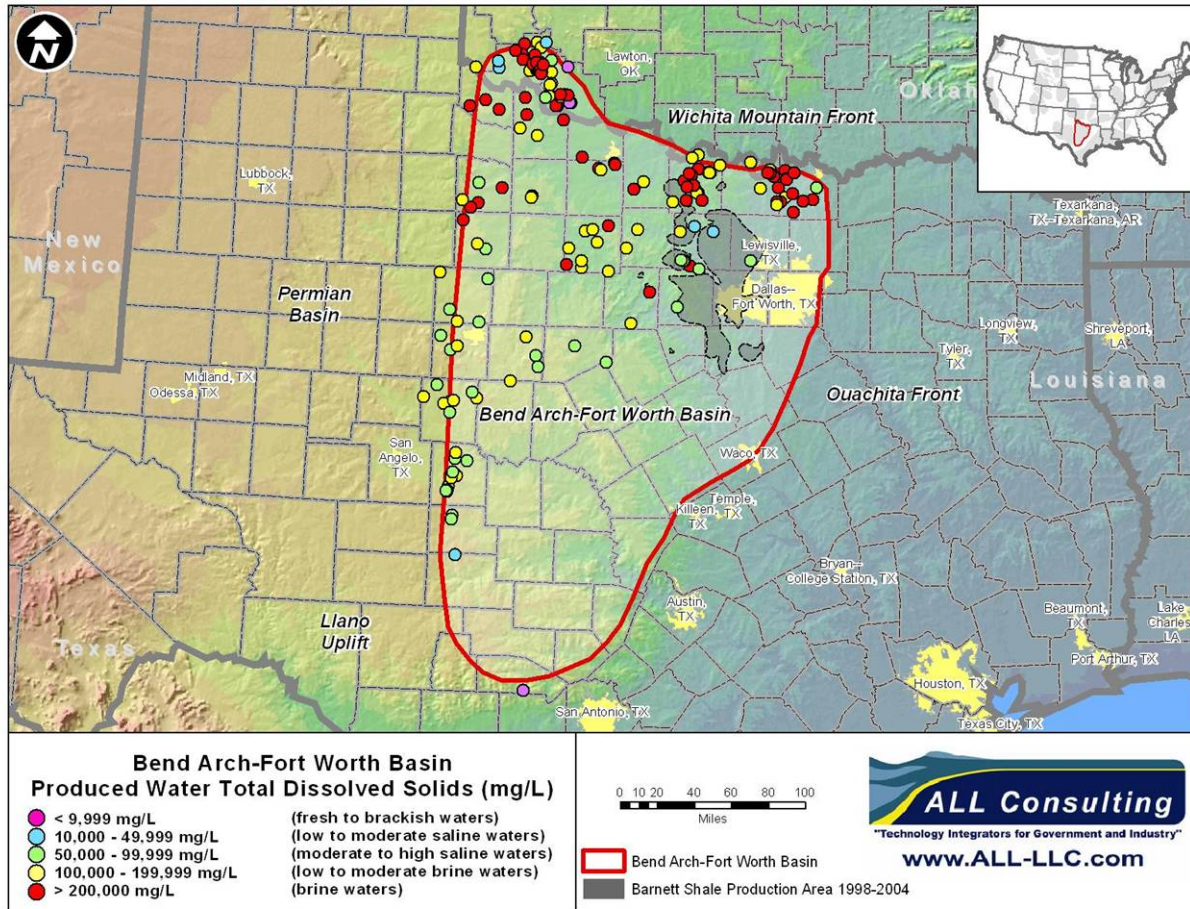 N
Lawton,
OK
Oklah
Wichita Mountain Front
Lubbock,
TX
Texarkana,
TX--Texarkana, AR
New
Mexico
Lewisville,
TX
Permian
Basin
Dallas--
Fort Worth, TX
Longview,
TX
Shreveport,
LA
Tyler,
TX
Midland, TX
Odessa, TX
Louisiana
Ouachita Front
Bend Arch-Fort Worth Basin
San
Angelo,
TX
Waco, TX
Temple,
TX
Killeen,
TX
Bryan--
College Station, TX
Austin,
TX
Beaumont,
TX
Lake
Charles,
LA
Llano
Uplift
Texas
Port Arthur, TX
Houston, TX
San Antonio, TX
Texas City, TX
Bend Arch-Fort Worth Basin
Produced Water Total Dissolved Solids (mg/L)
< 9,999 mg/L (fresh to brackish waters)
10,000 - 49,999 mg/L (low to moderate saline waters)
50,000 - 99,999 mg/L (moderate to high saline waters)
100,000 - 199,999 mg/L (low to moderate brine waters)
> 200,000 mg/L (brine waters)
0 10 20 40 60 80 100
Miles
Bend Arch-Fort Worth Basin
Barnett Shale Production Area 1998-2004
ALL Consulting
"Technology Integrators for Government and Industry"
www.ALL-LLC.com